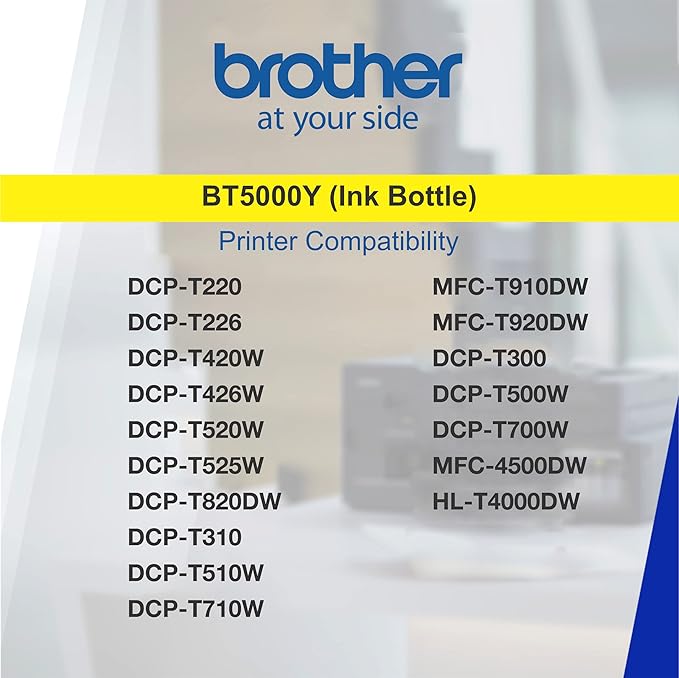 brother
at your side
BT5000Y (Ink Bottle)
Printer Compatibility
DCP-T220
DCP-T226
DCP-T420W
DCP-T426W
DCP-T520W
DCP-T525W
DCP-T820DW
DCP-T310
DCP-T510W
DCP-T710W
MFC-T910DW
MFC-T920DW
DCP-T300
DCP-T500W
DCP-T700W
MFC-4500DW
HL-T4000DW